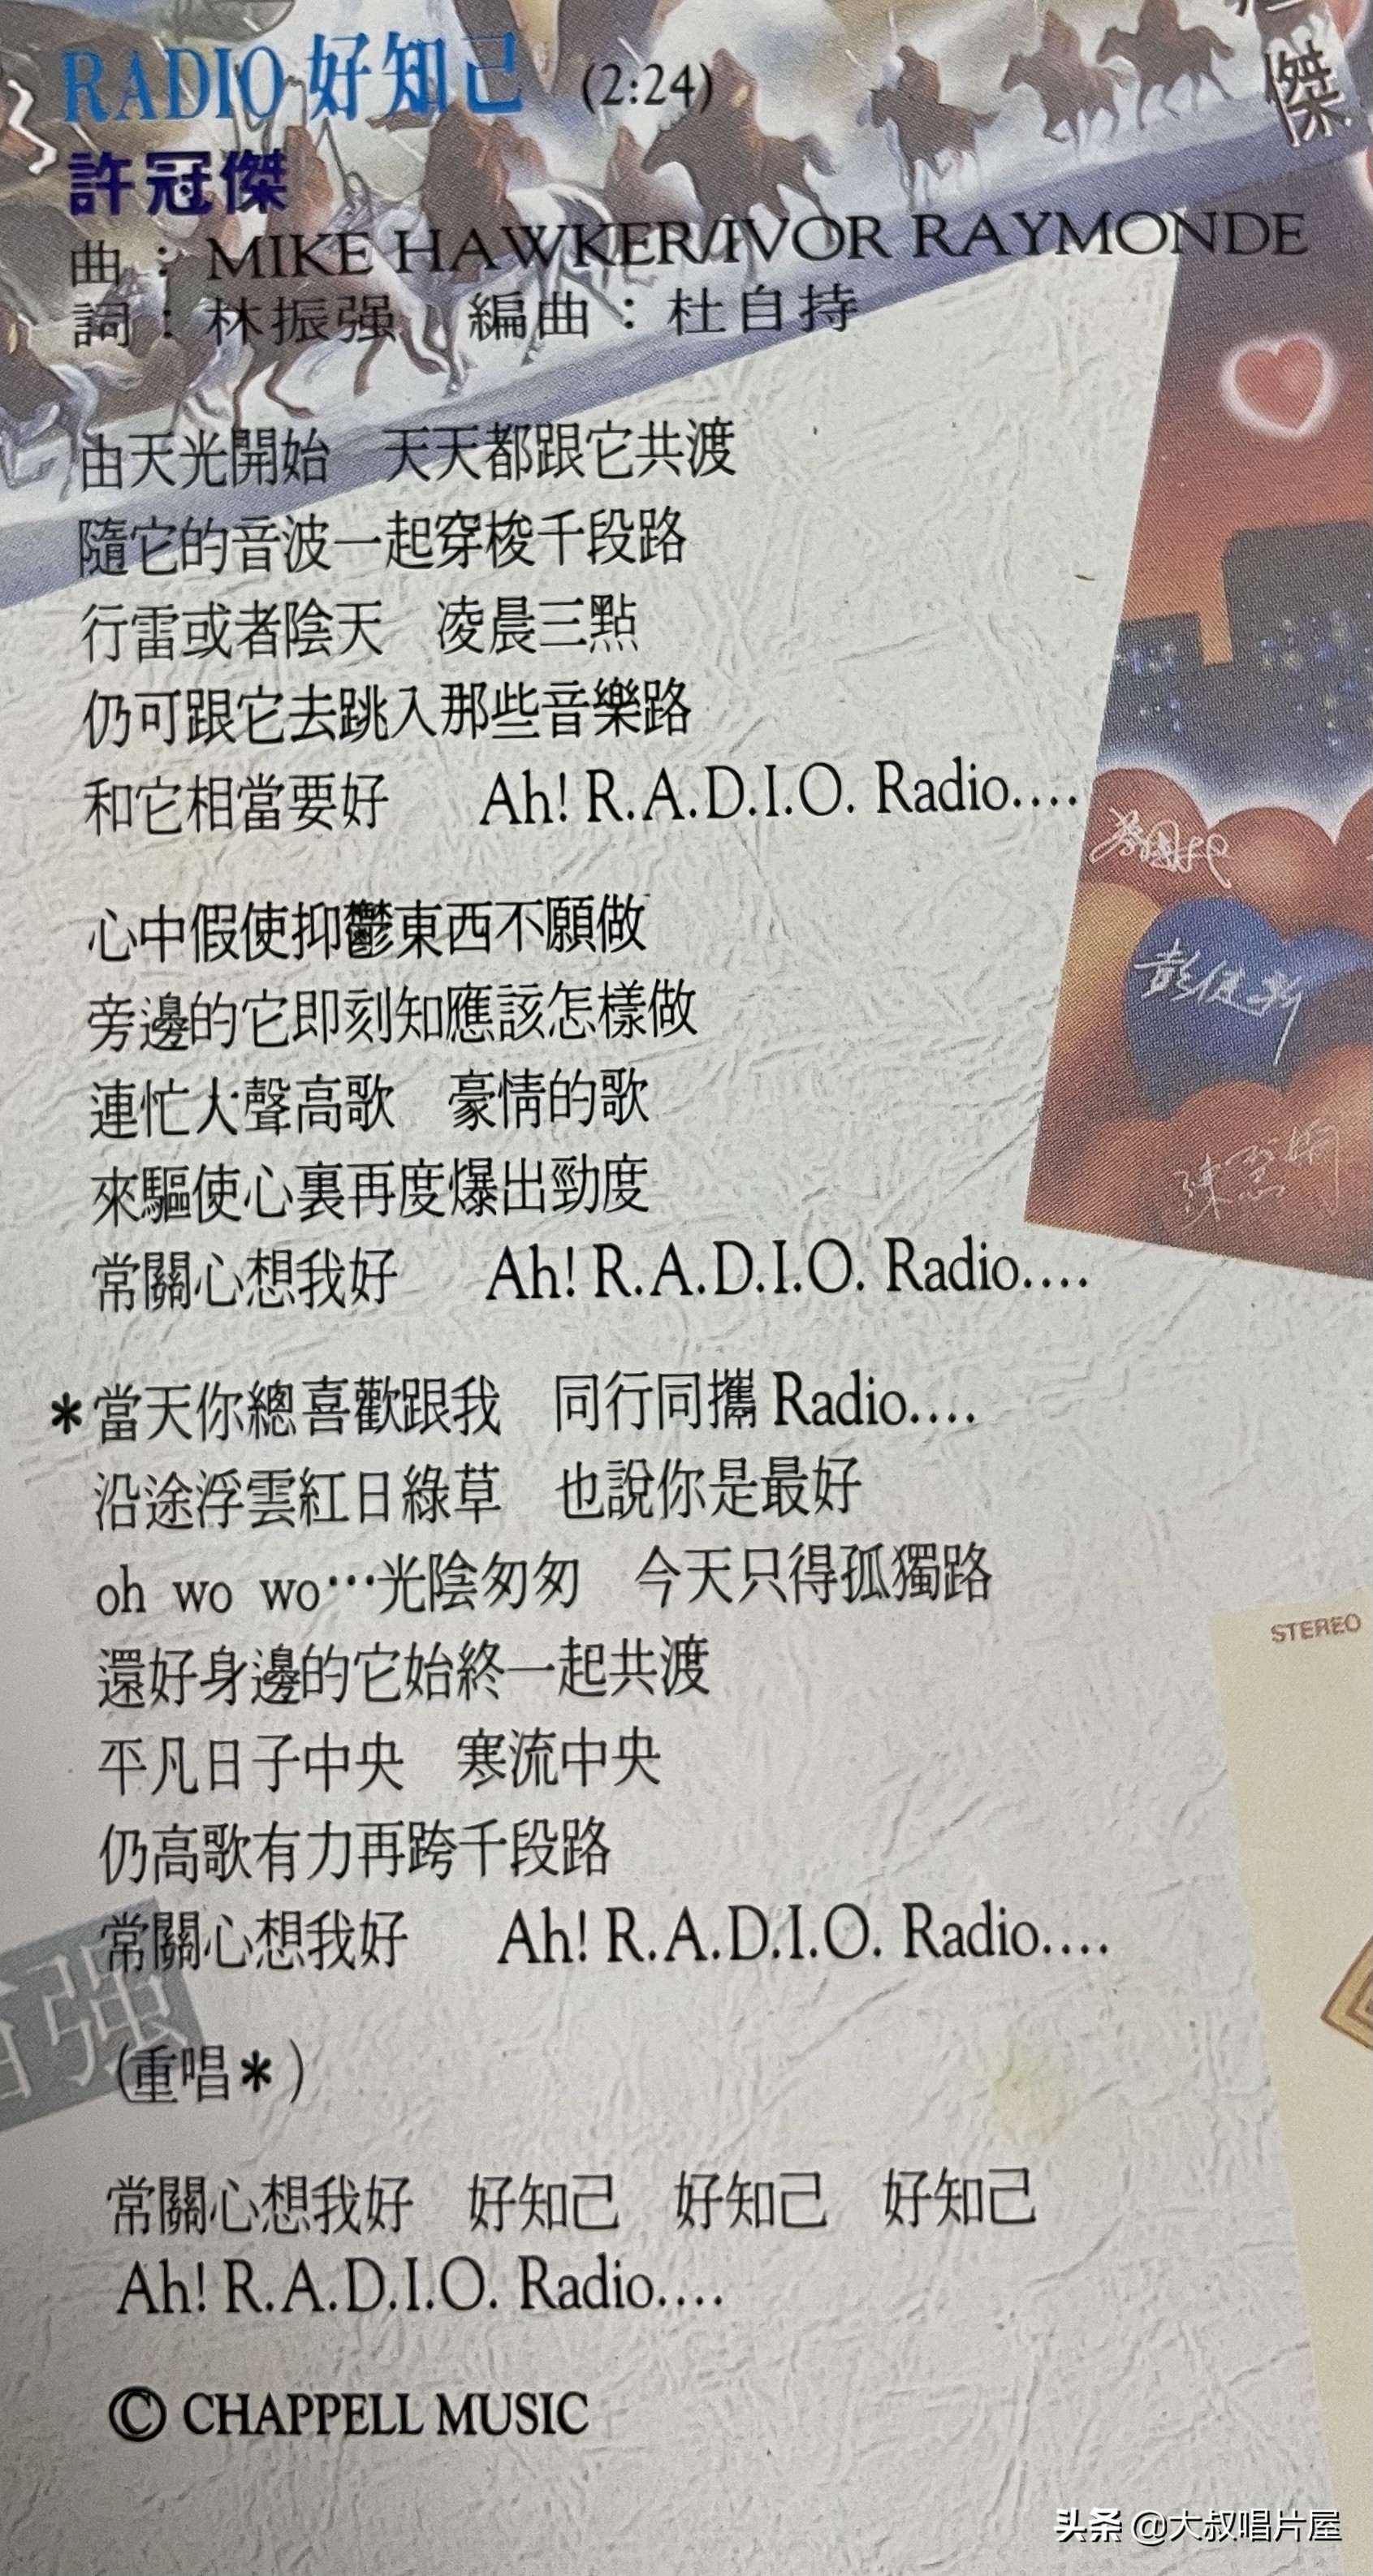 RADIO 好知己 (2:24)
許冠傑
曲：MIKE HAWKER/IVOR RAYMONDE
詞：林振强 編曲：杜自持
由天光開始 天天都跟它共渡
隨它的音波一起穿梭千段路
行雷或者陰天 凌晨三點
仍可跟它去跳入那些音樂路
和它相當要好 Ah! R.A.D.I.O. Radio....
心中假使抑鬱東西不願做
旁邊的它即刻知應該怎樣做
連忙大聲高歌 豪情的歌
來驅使心裏再度爆出勁度
常關心想我好 Ah! R.A.D.I.O. Radio....
*當天你總喜歡跟我 同行同攜 Radio....
沿途浮雲紅日綠草 也說你是最好
oh wo wo…光陰匆匆 今天只得孤獨路
還好身邊的它始終一起共渡
平凡日子中央 寒流中央
仍高歌有力再跨千段路
常關心想我好 Ah! R.A.D.I.O. Radio....
(重唱*)
常關心想我好 好知己 好知己 好知己
Ah! R.A.D.I.O. Radio....
© CHAPPELL MUSIC
傑
STEREO
强
头条 @大叔唱片屋